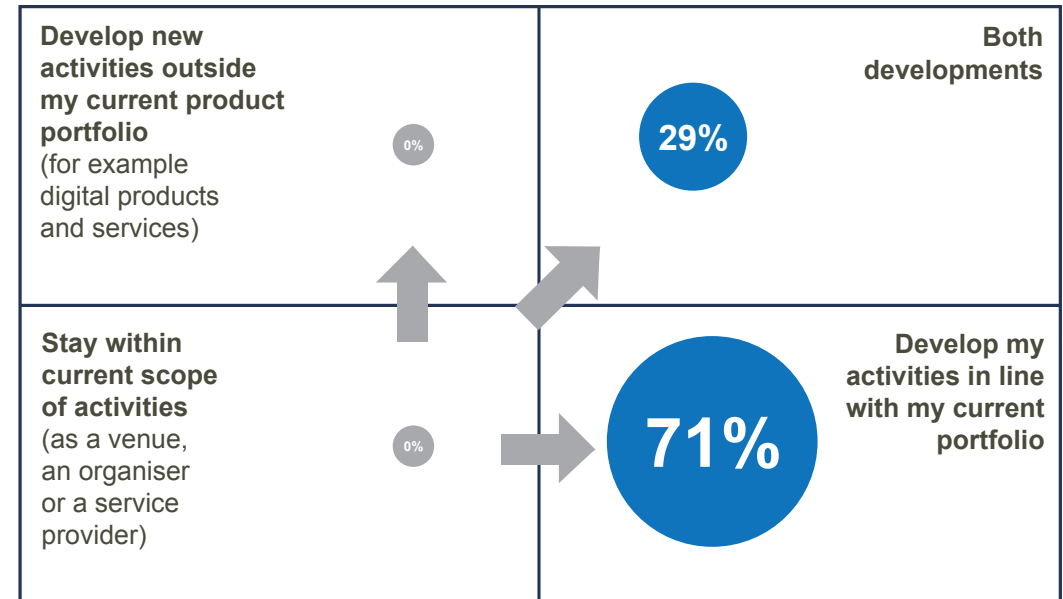 Develop new
activities outside
my current product
portfolio
(for example
digital products
and services)
0%
Both
developments
29%
Stay within
current scope
of activities
(as a venue,
an organiser
or a service
provider)
0%
Develop my
activities in line
with my current
portfolio
71%